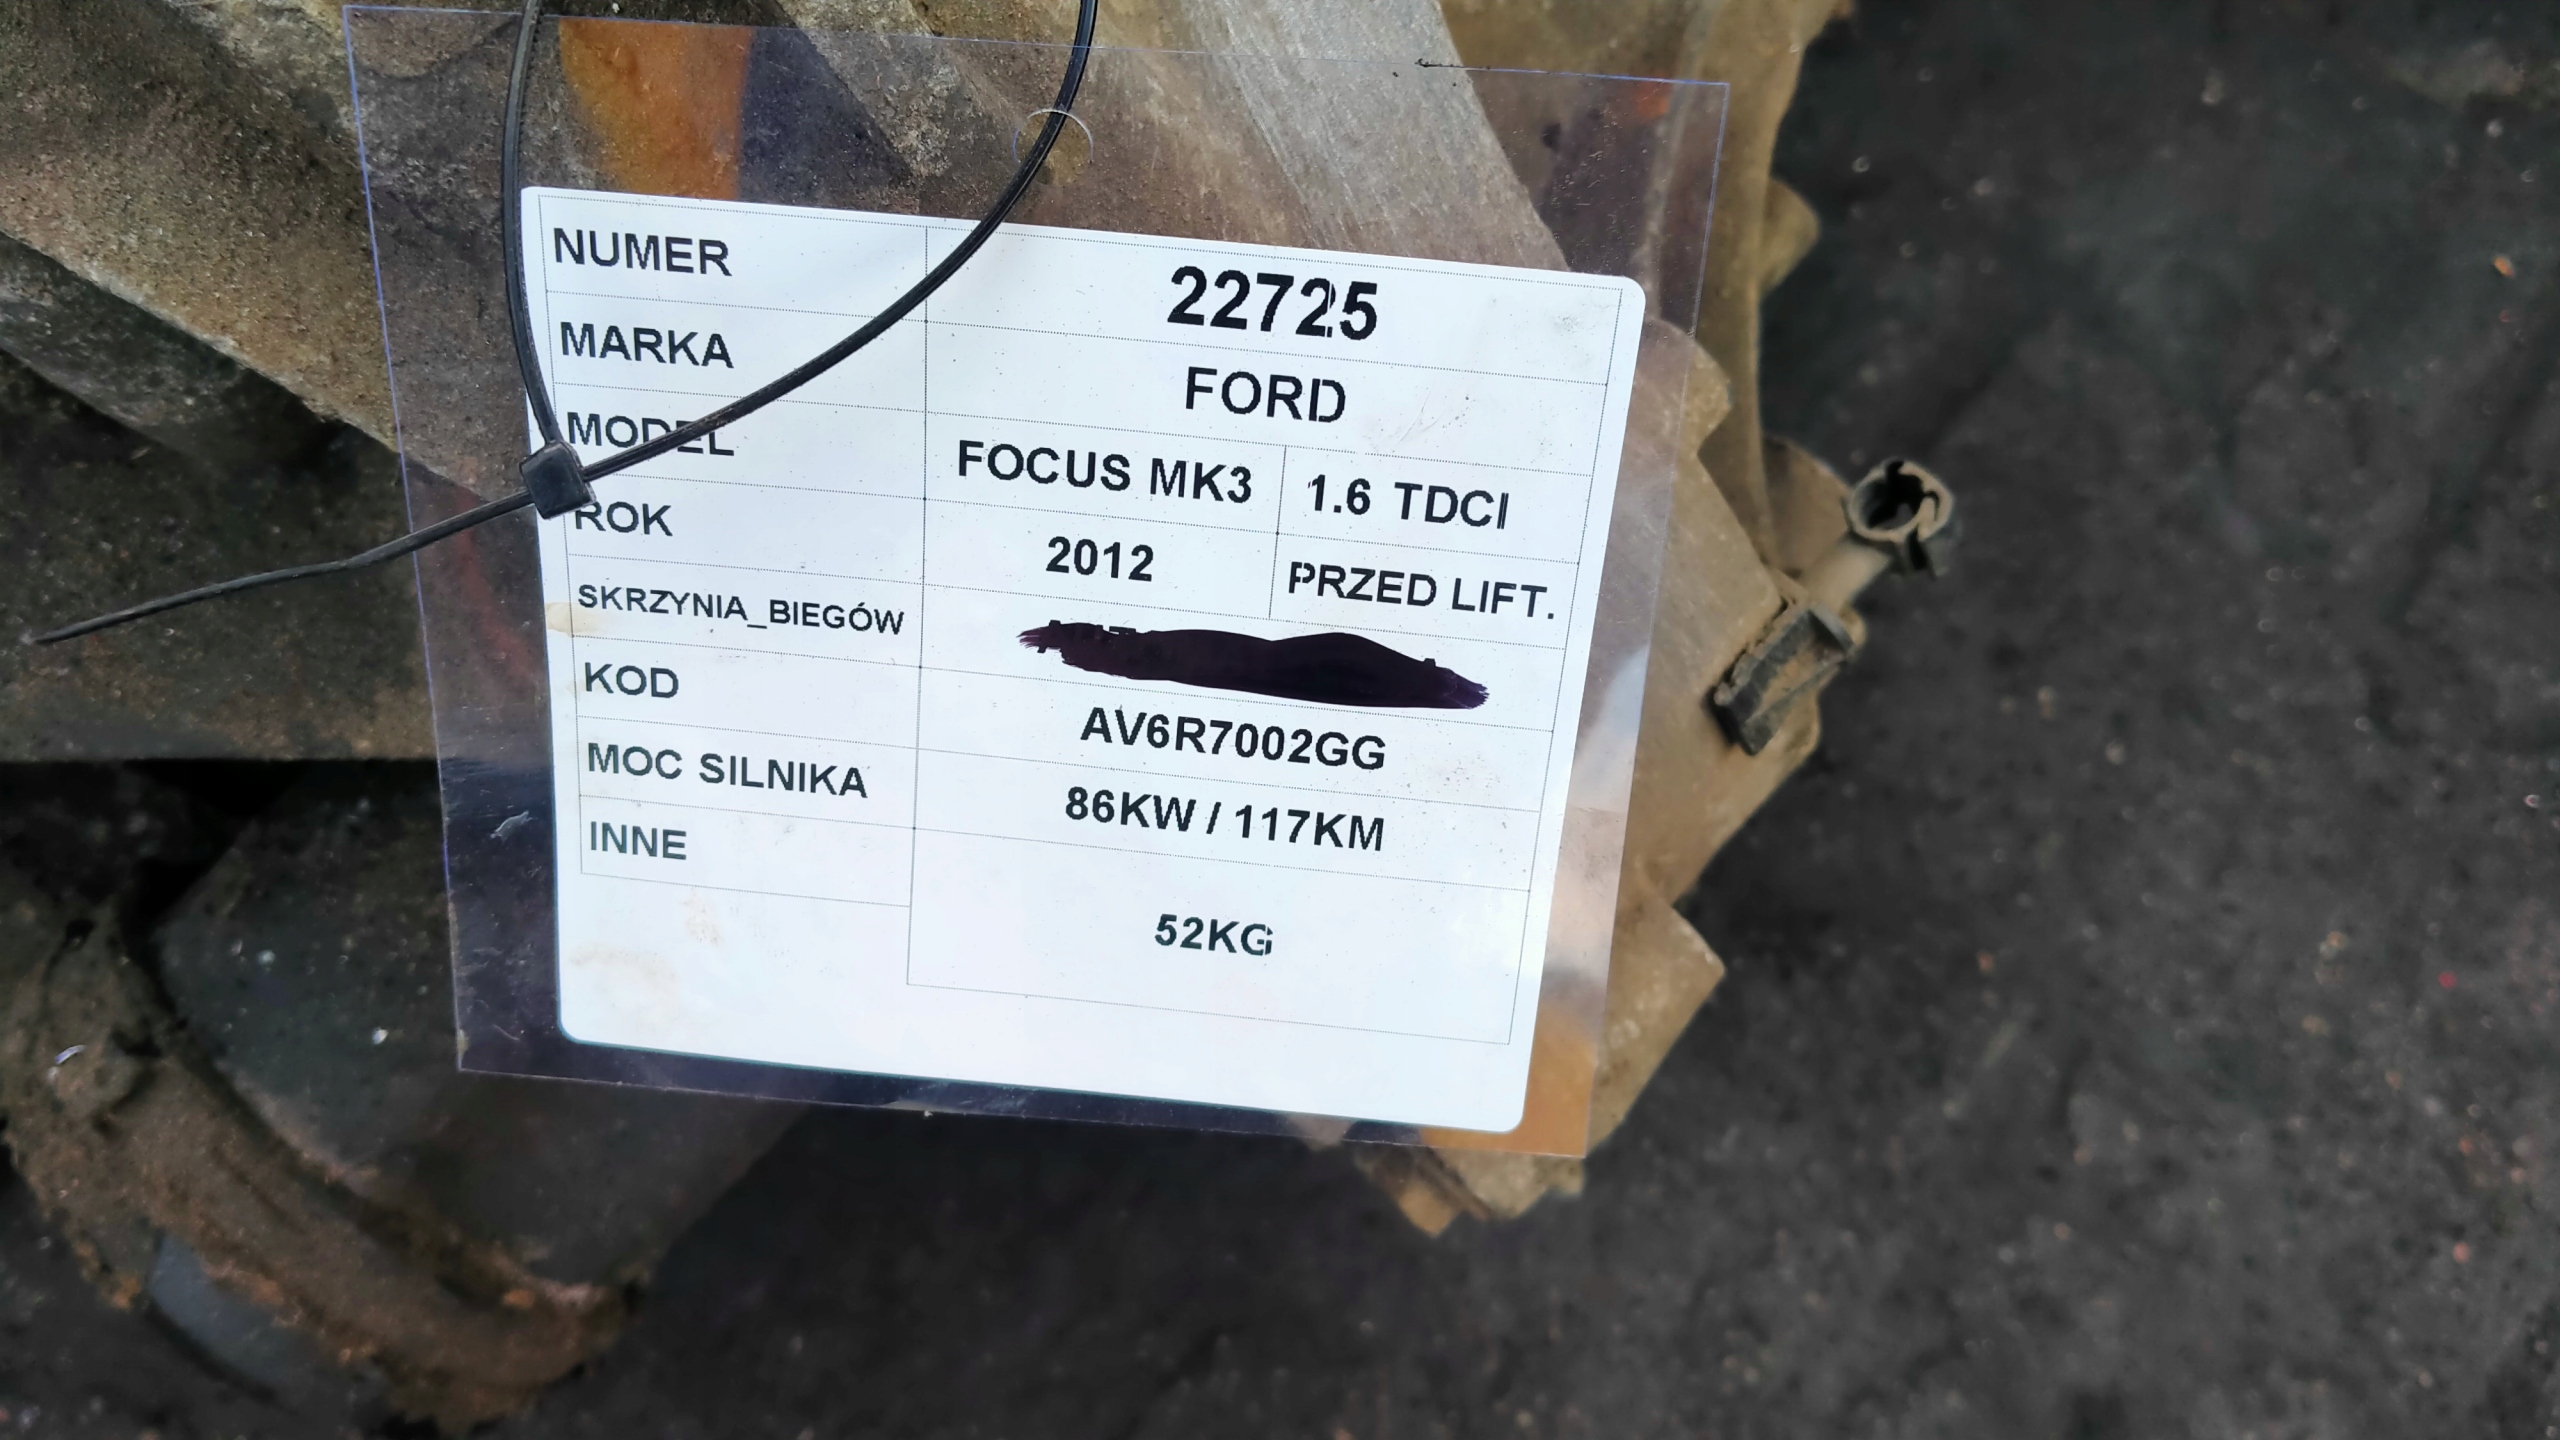 NUMER 22725
MARKA FORD
MODEL FOCUS MK3 1.6 TDCI
ROK 2012 PRZED LIFT.
SKRZYNIA_BIEGÓW
KOD AV6R7002GG
MOC SILNIKA 86KW / 117KM
INNE 52KG